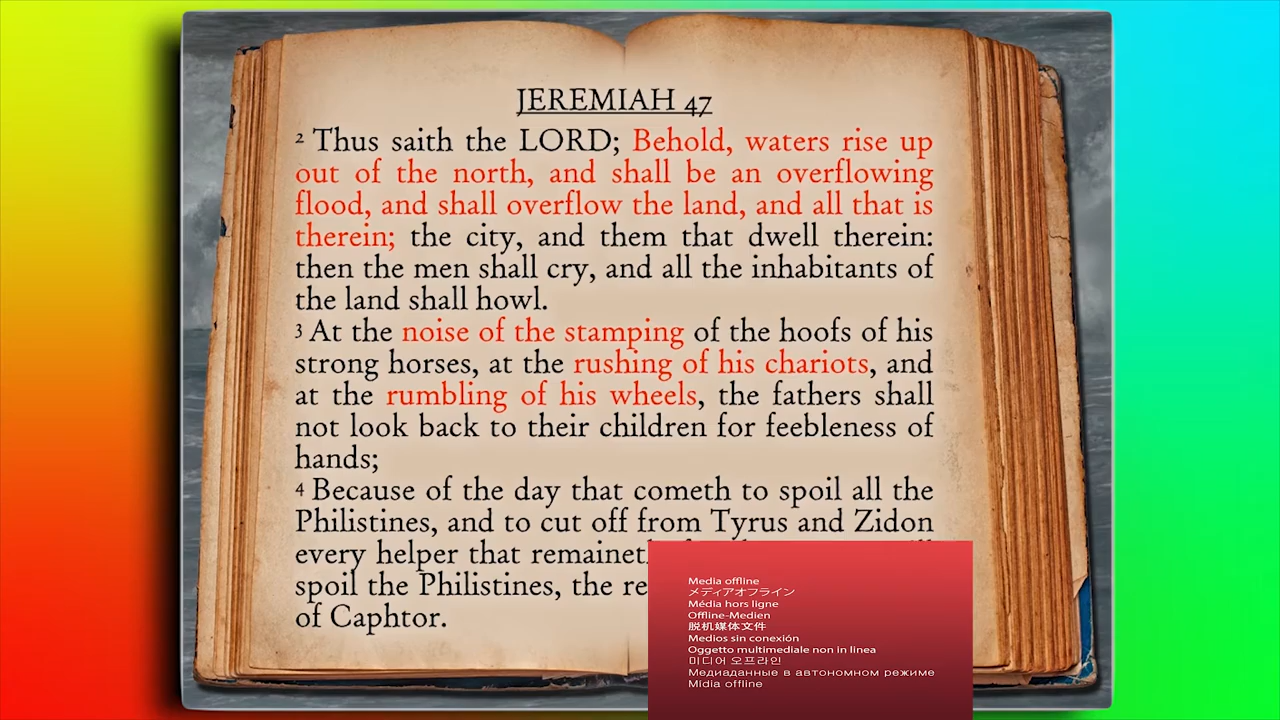 JEREMIAH 47
2 Thus saith the LORD; Behold, waters rise up
out of the north, and shall be an overflowing
flood, and shall overflow the land, and all that is
therein; the city, and them that dwell therein:
then the men shall cry, and all the inhabitants of
the land shall howl.
3 At the noise of the stamping of the hoofs of his
strong horses, at the rushing of his chariots, and
at the rumbling of his wheels, the fathers shall
not look back to their children for feebleness of
hands;
4 Because of the day that cometh to spoil all the
Philistines, and to cut off from Tyrus and Zidon
every helper that
spoil the Philistines, the
of Caphtor.
Media offline
メディアオフライン
Média hors ligne
Offline-Medien
脱机媒体文件
Medios sin conexión
Oggetto multimediale non in linea
미디어 오프라인
Медиаданные в автономном режиме
Mídia offline